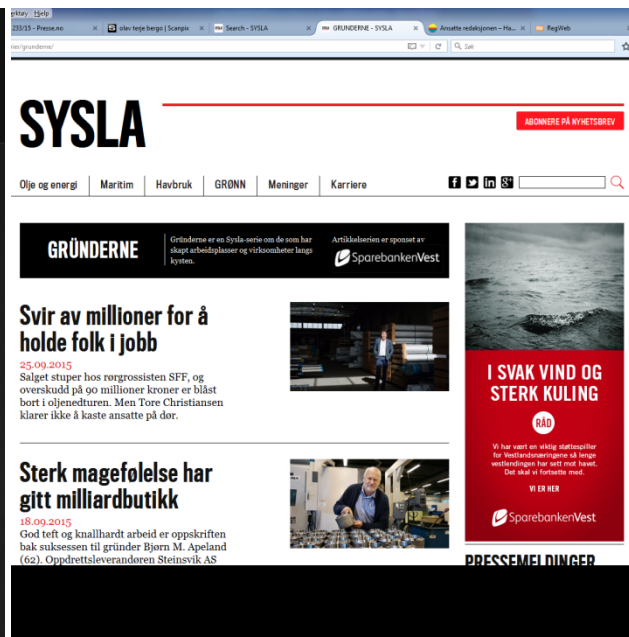 Hjelp
233/15 - Presse.no
olav terje bergo | Scanpix
Search - SYSLA
GRUNDERNE - SYSLA
Ansatte redaksjonen – Ha...
RegWeb
Søk
SYSLA
ABONNERE PÅ NYHETSBREV
Olje og energi
Maritim
Havbruk
GRØNN
Meninger
Karriere
GRÜNDERNE
Gründerne er en Sysla-serie om de som har
skapt arbeidsplasser og virksomheter langs
kysten.
Artikkelserien er sponset av
SparebankenVest
Svir av millioner for å
holde folk i jobb
25.09.2015
Salget stuper hos rørgrossisten SFF, og
overskudd på 90 millioner kroner er blåst
bort i oljenedturen. Men Tore Christiansen
klarer ikke å kaste ansatte på dør.
Sterk magefølelse har
gitt milliardbutikk
18.09.2015
God teft og knallhardt arbeid er oppskriften
bak suksessen til gründer Bjørn M. Apeland
(62). Oppdrettsleverandøren Steinsvik AS
I SVAK VIND OG
STERK KULING
RÅD
Vi har vært en viktig støttespiller
for Vestlandsnæringene så lenge
vestlendingen har sett mot havet.
Det skal vi fortsette med.
VI ER HER
SparebankenVest
PRESSEMELDINGER